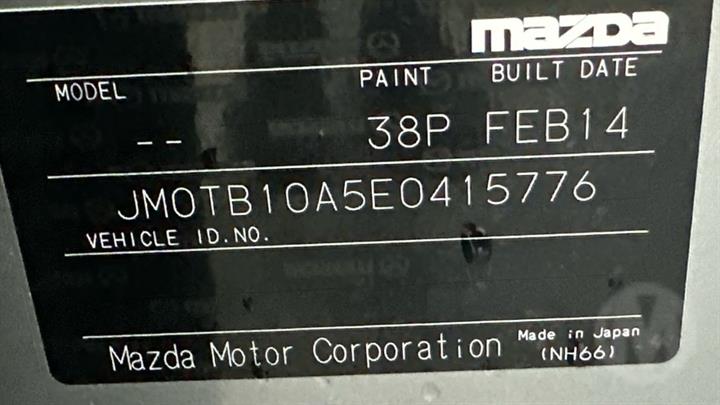 mazda
MODEL PAINT BUILT DATE
-- 38P FEB14
JM0TB10A5E0415776
VEHICLE ID.NO.
Mazda Motor Corporation Made in Japan
(NH66)